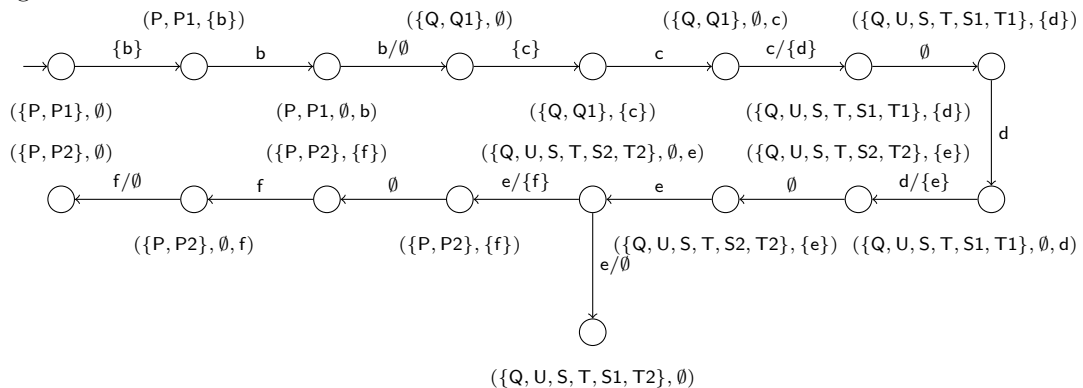 (P, P1, {b}) ({Q, Q1}, ∅) ({Q, Q1}, ∅, c) ({Q, U, S, T, S1, T1}, {d})
{b} b b/∅ {c} c c/{d} ∅
({P, P1}, ∅) (P, P1, ∅, b) ({Q, Q1}, {c}) ({Q, U, S, T, S1, T1}, {d})
d
({P, P2}, ∅) ({P, P2}, {f}) ({Q, U, S, T, S2, T2}, ∅, e) ({Q, U, S, T, S2, T2}, {e})
f/∅ f ∅ e/{f} e ∅ d/{e}
({P, P2}, ∅, f) ({P, P2}, {f}) ({Q, U, S, T, S2, T2}, {e}) ({Q, U, S, T, S1, T1}, ∅, d)
e/∅
({Q, U, S, T, S1, T2}, ∅)